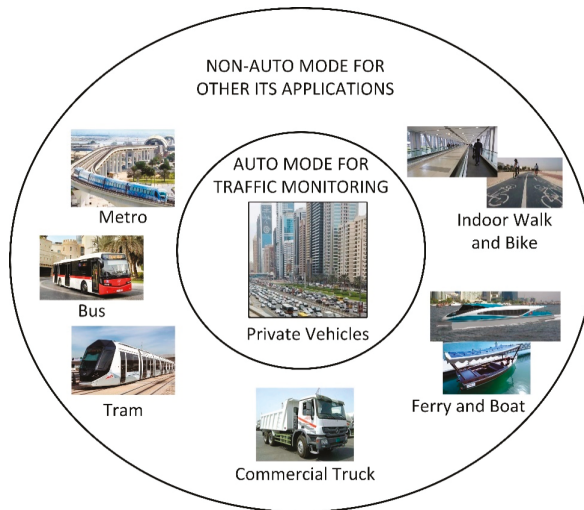 NON-AUTO MODE FOR
OTHER ITS APPLICATIONS
AUTO MODE FOR
TRAFFIC MONITORING
Metro
Indoor Walk
and Bike
Bus
Private Vehicles
Tram
Ferry and Boat
Commercial Truck